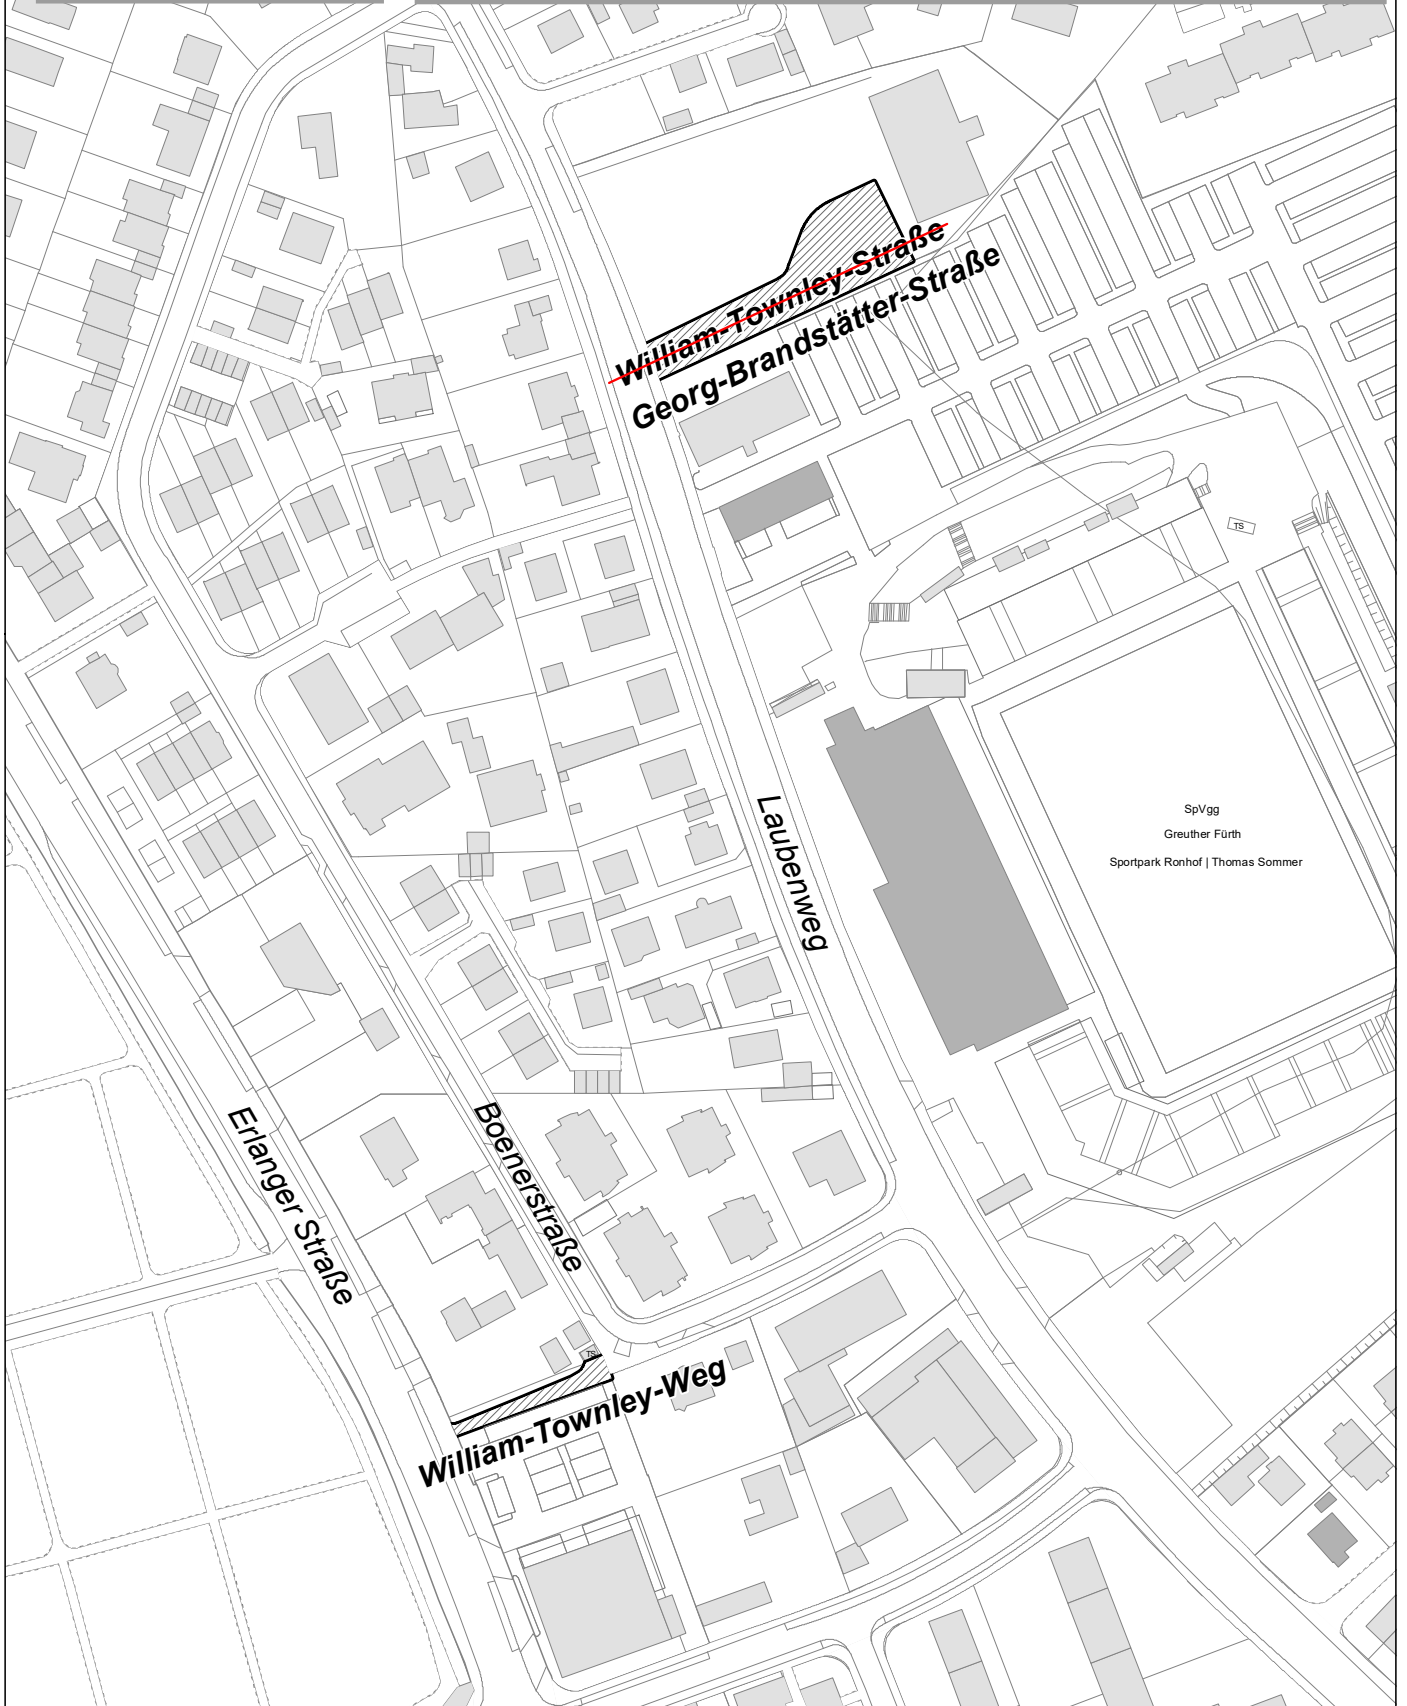 William-Townley-Straße
Georg-Brandstätter-Straße
TS
SpVgg
Greuther Fürth
Sportpark Ronhof | Thomas Sommer
Laubenweg
Erlanger Straße
Boenerstraße
TS
William-Townley-Weg